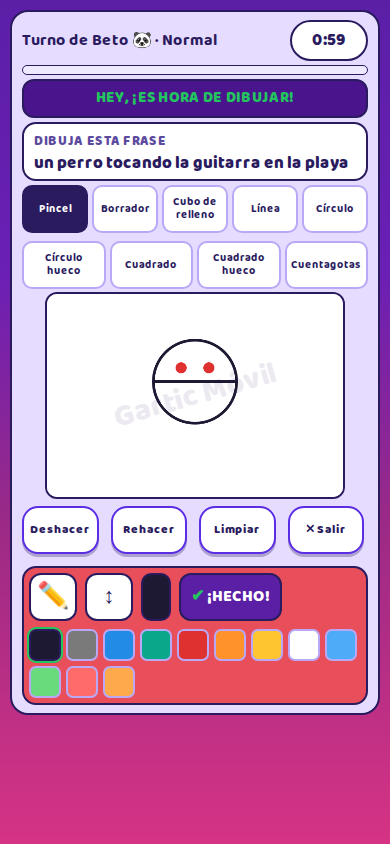 Turno de Beto 🐼 · Normal
0:59
HEY, ¡ES HORA DE DIBUJAR!
DIBUJA ESTA FRASE
un perro tocando la guitarra en la playa
Pincel
Borrador
Cubo de
relleno
Línea
Círculo
Círculo
hueco
Cuadrado
Cuadrado
hueco
Cuentagotas
Gartic Móvil
Deshacer
Rehacer
Limpiar
✕ Salir
✔ ¡HECHO!